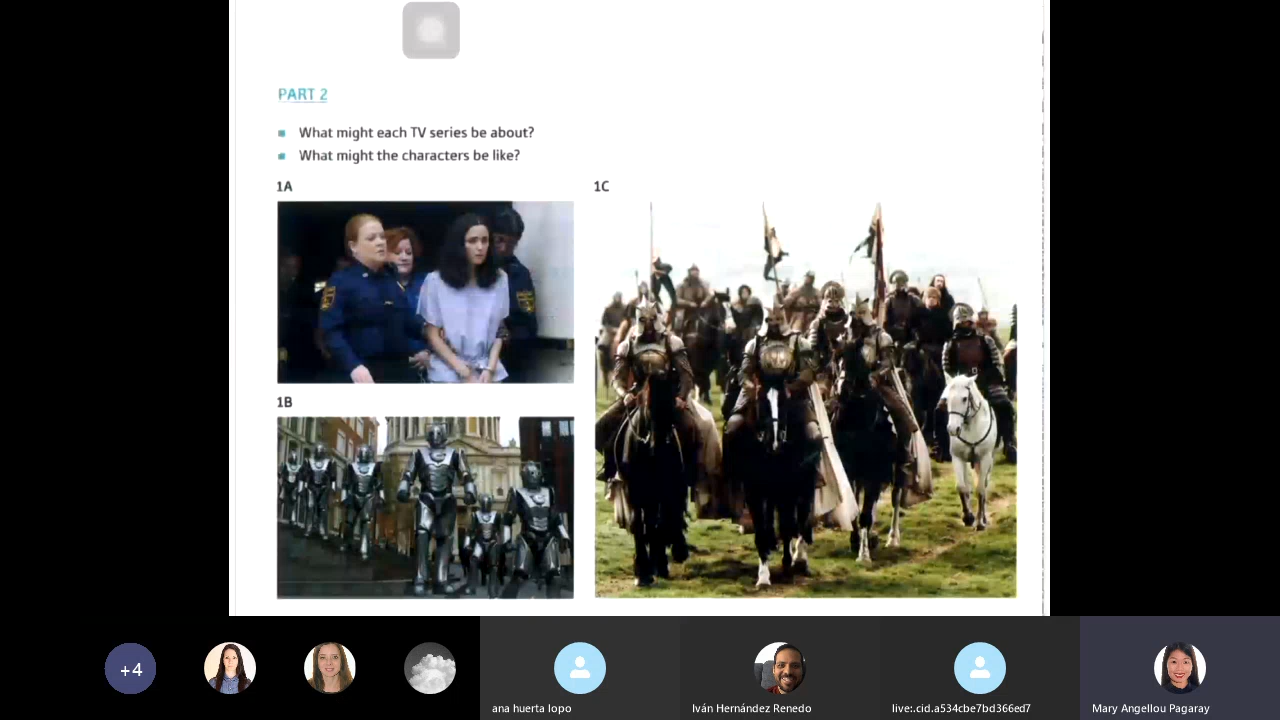 PART 2
What might each TV series be about?
What might the characters be like?
1A
1C
1B
+4
ana huerta lopo
Iván Hernández Renedo
live:.cid.a534cbe7bd366ed7
Mary Angellou Pagaray